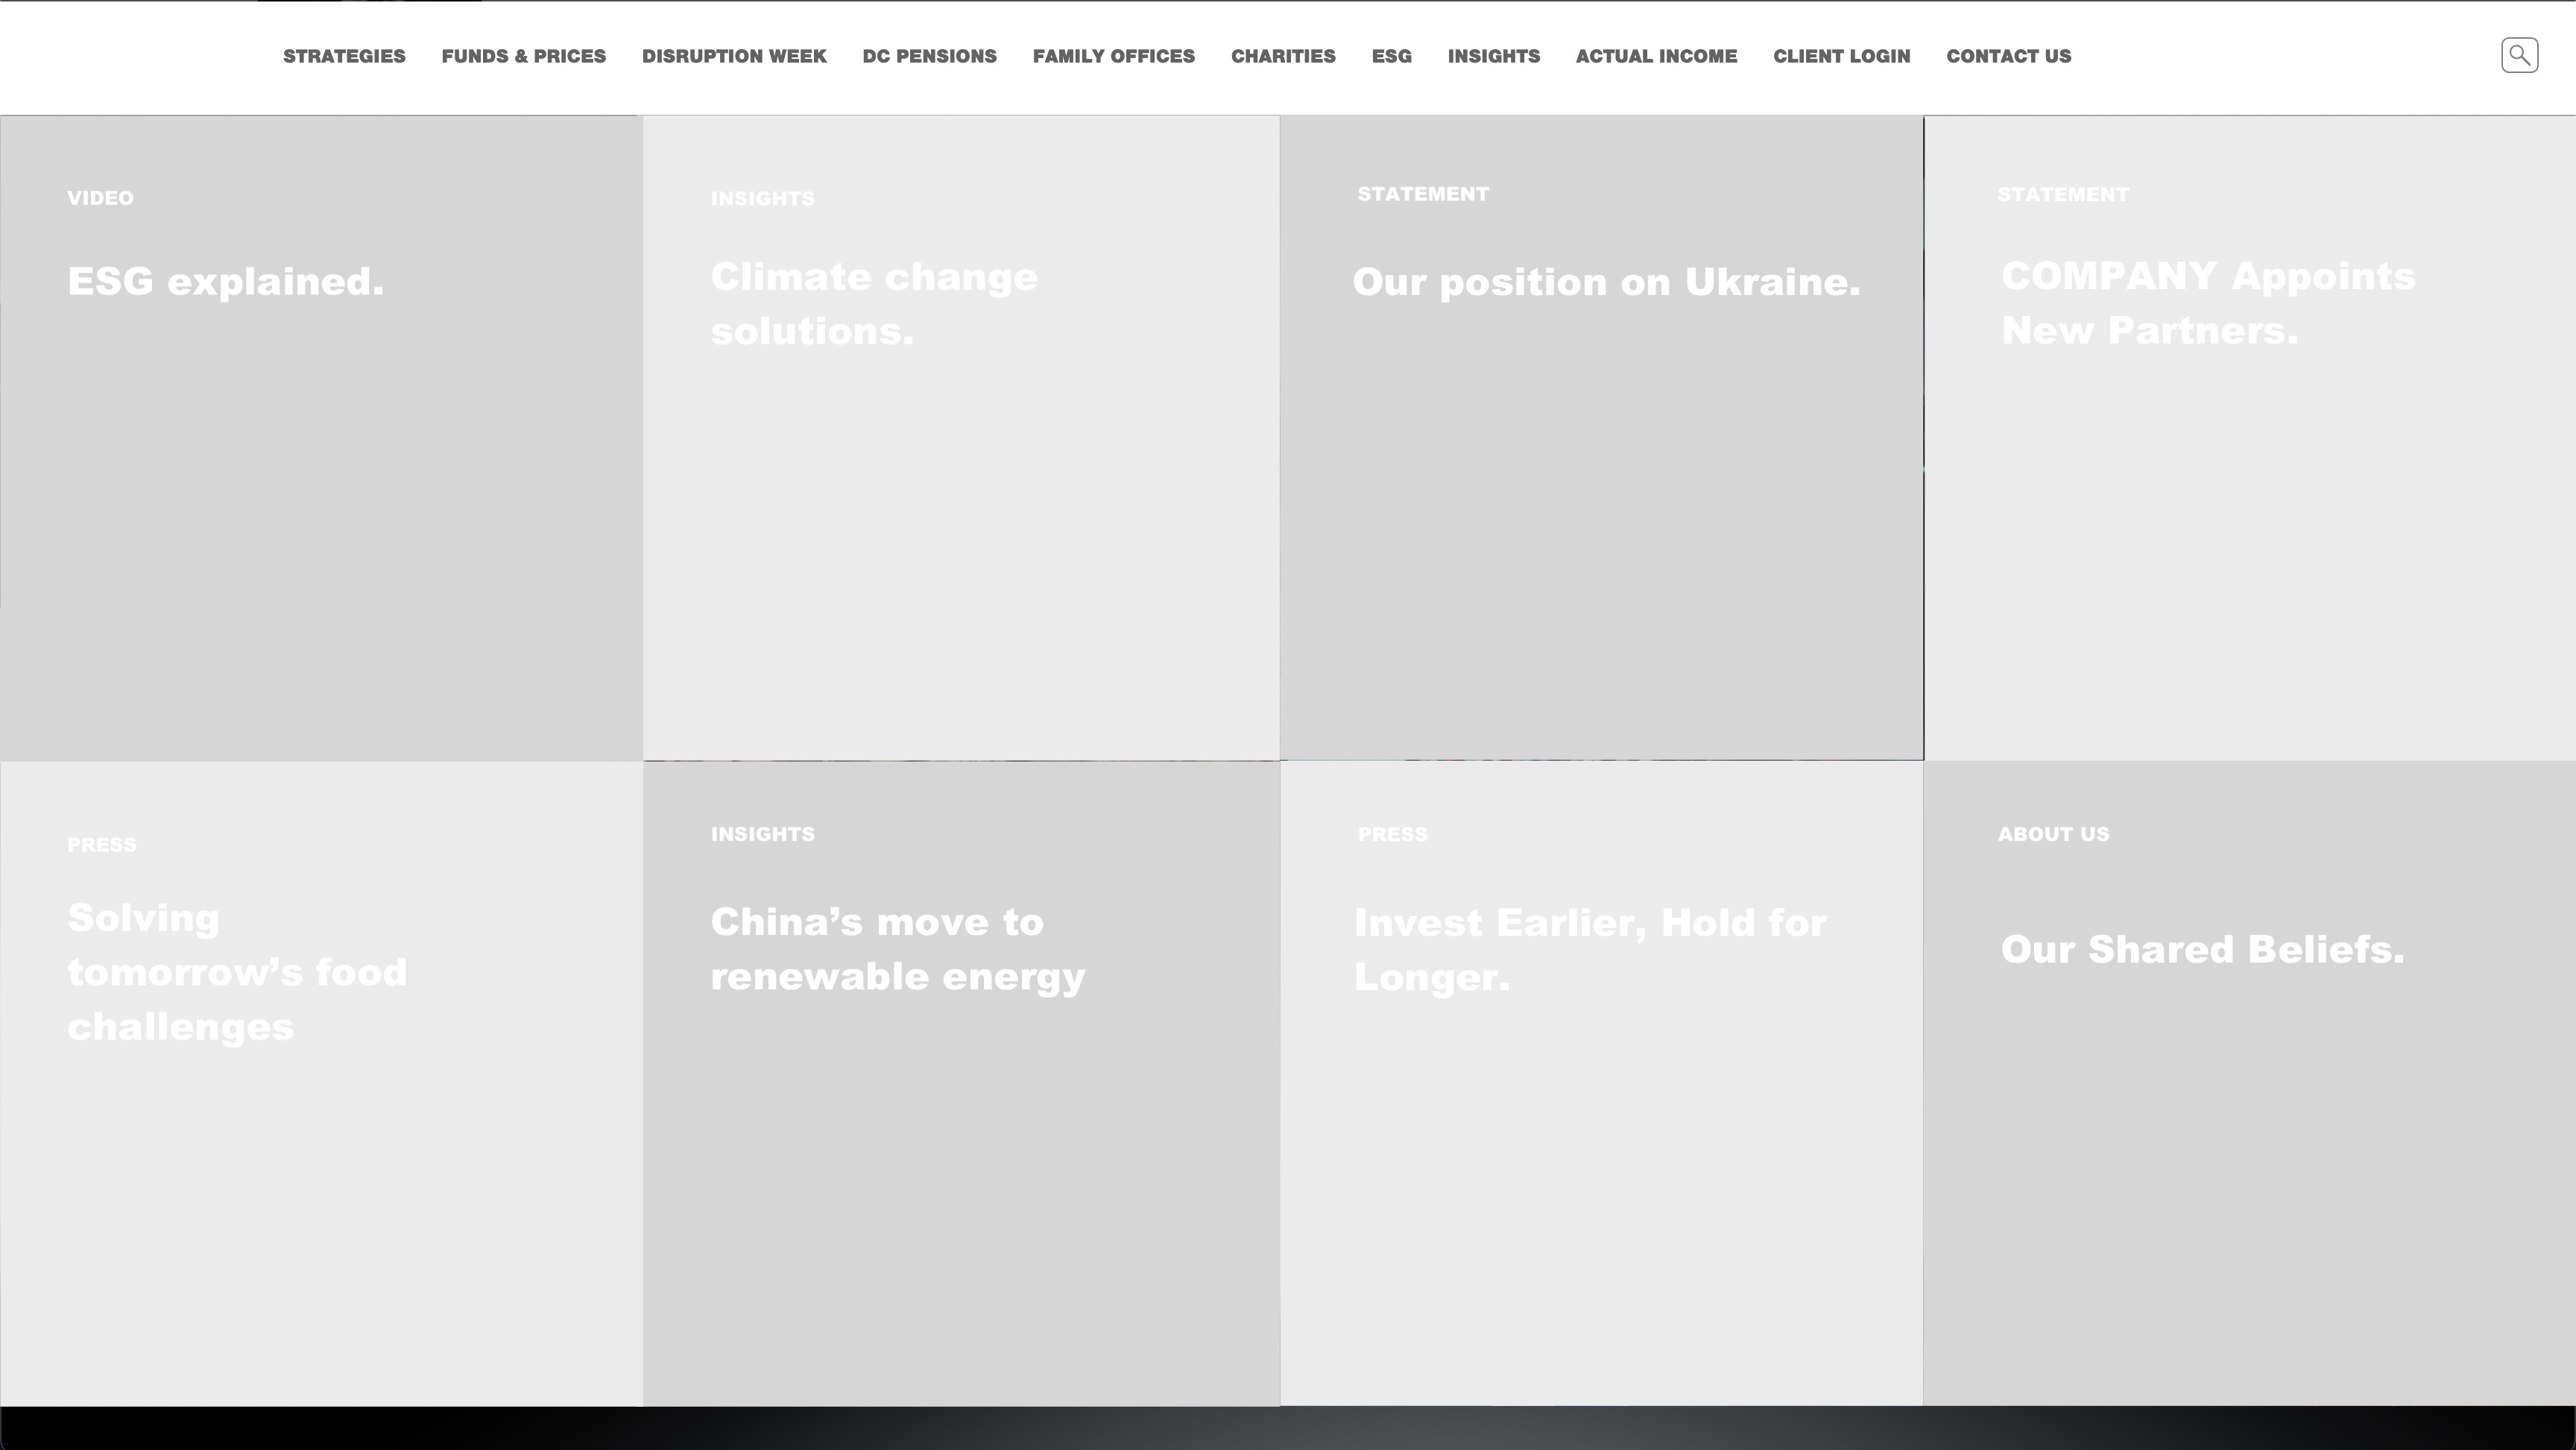 STRATEGIES FUNDS & PRICES DISRUPTION WEEK DC PENSIONS FAMILY OFFICES CHARITIES ESG INSIGHTS ACTUAL INCOME CLIENT LOGIN CONTACT US
VIDEO
ESG explained.
INSIGHTS
Climate change
solutions.
STATEMENT
Our position on Ukraine.
STATEMENT
COMPANY Appoints
New Partners.
PRESS
Solving
tomorrow’s food
challenges
INSIGHTS
China’s move to
renewable energy
PRESS
Invest Earlier, Hold for
Longer.
ABOUT US
Our Shared Beliefs.